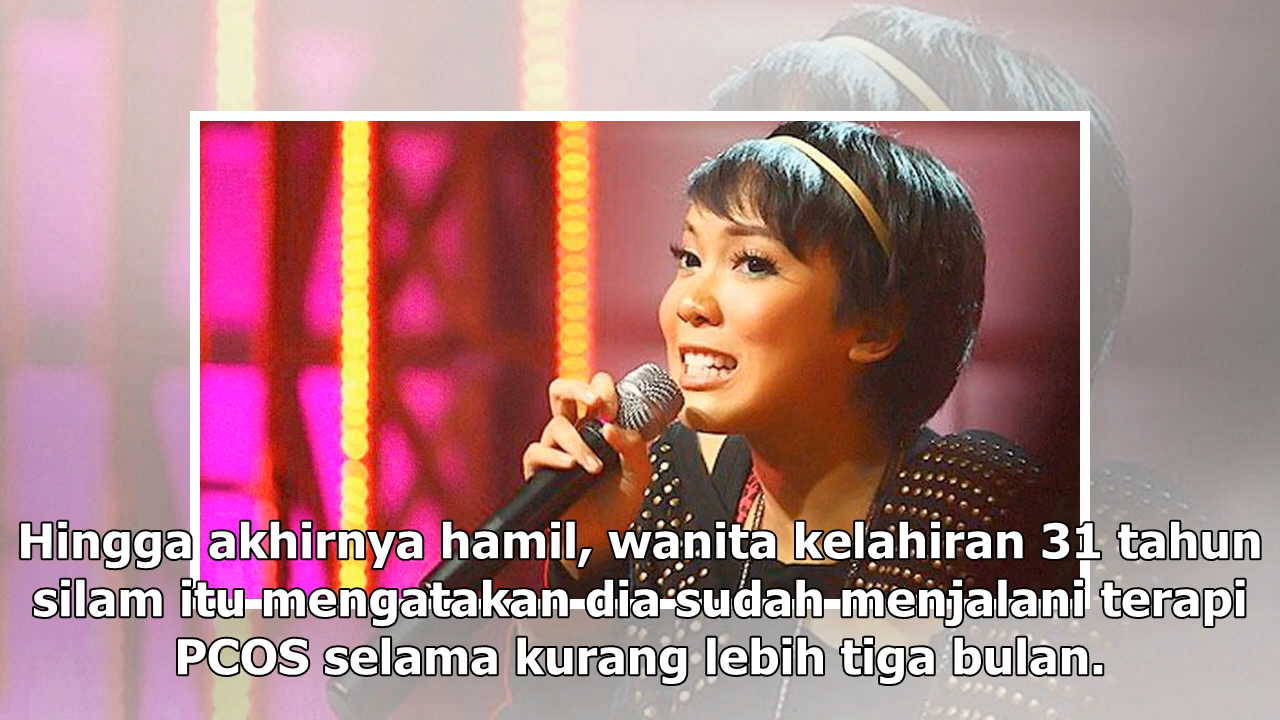 Hingga akhirnya hamil, wanita kelahiran 31 tahun
silam itu mengatakan dia sudah menjalani terapi
PCOS selama kurang lebih tiga bulan.